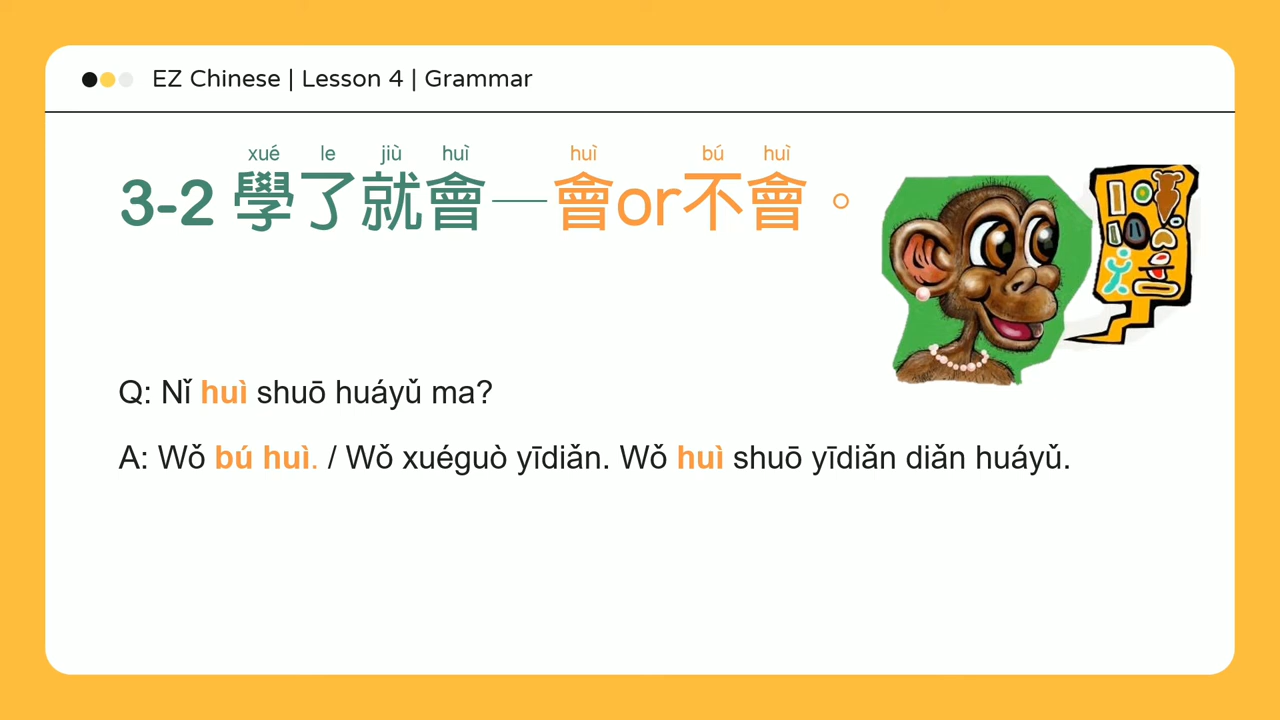 EZ Chinese | Lesson 4 | Grammar
xué le jiù huì huì bú huì
3-2 學了就會—會or不會。
Q: Nǐ huì shuō huáyǔ ma?
A: Wǒ bú huì. / Wǒ xuéguò yīdiǎn. Wǒ huì shuō yīdiǎn diǎn huáyǔ.